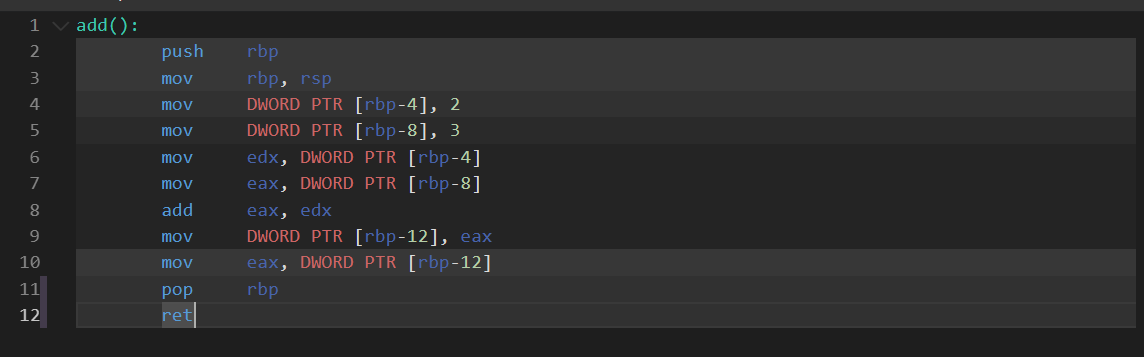 1 add():
2 push rbp
3 mov rbp, rsp
4 mov DWORD PTR [rbp-4], 2
5 mov DWORD PTR [rbp-8], 3
6 mov edx, DWORD PTR [rbp-4]
7 mov eax, DWORD PTR [rbp-8]
8 add eax, edx
9 mov DWORD PTR [rbp-12], eax
10 mov eax, DWORD PTR [rbp-12]
11 pop rbp
12 ret